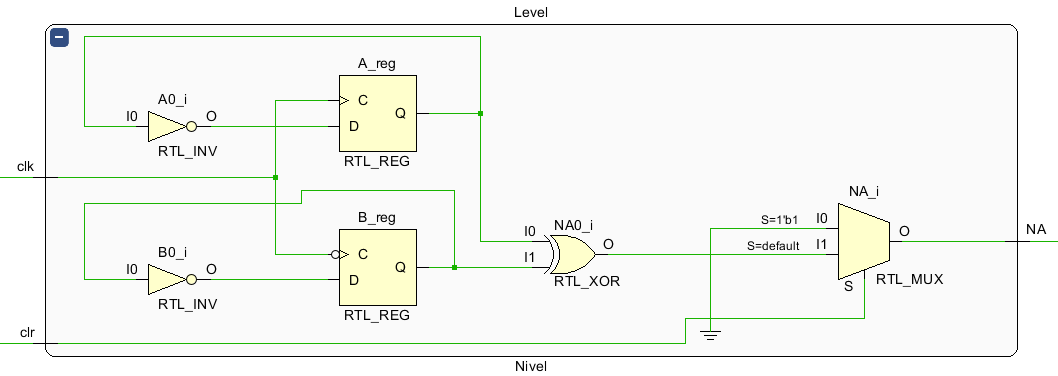 Level
A_reg
A0_i
I0
O
C
Q
D
RTL_INV
RTL_REG
clk
B_reg
B0_i
I0
O
C
Q
D
RTL_INV
RTL_REG
clr
NA0_i
I0
I1
O
RTL_XOR
NA_i
S=1'b1
I0
S=default
I1
O
S
RTL_MUX
NA
Nivel